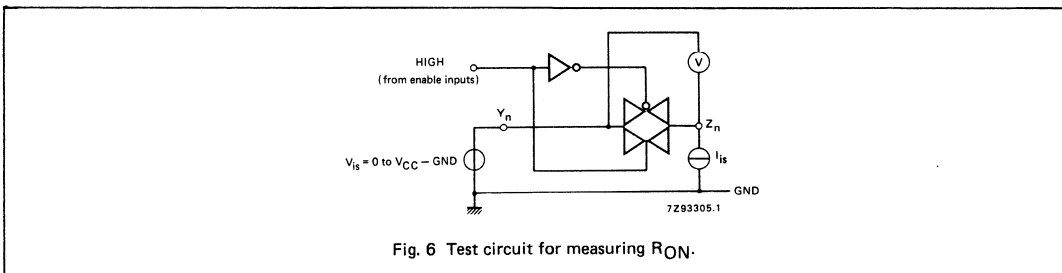 HIGH
(from enable inputs)
V
Yn
Zn
Vis = 0 to VCC – GND
Iis
GND
7Z93305.1
Fig. 6 Test circuit for measuring RON.